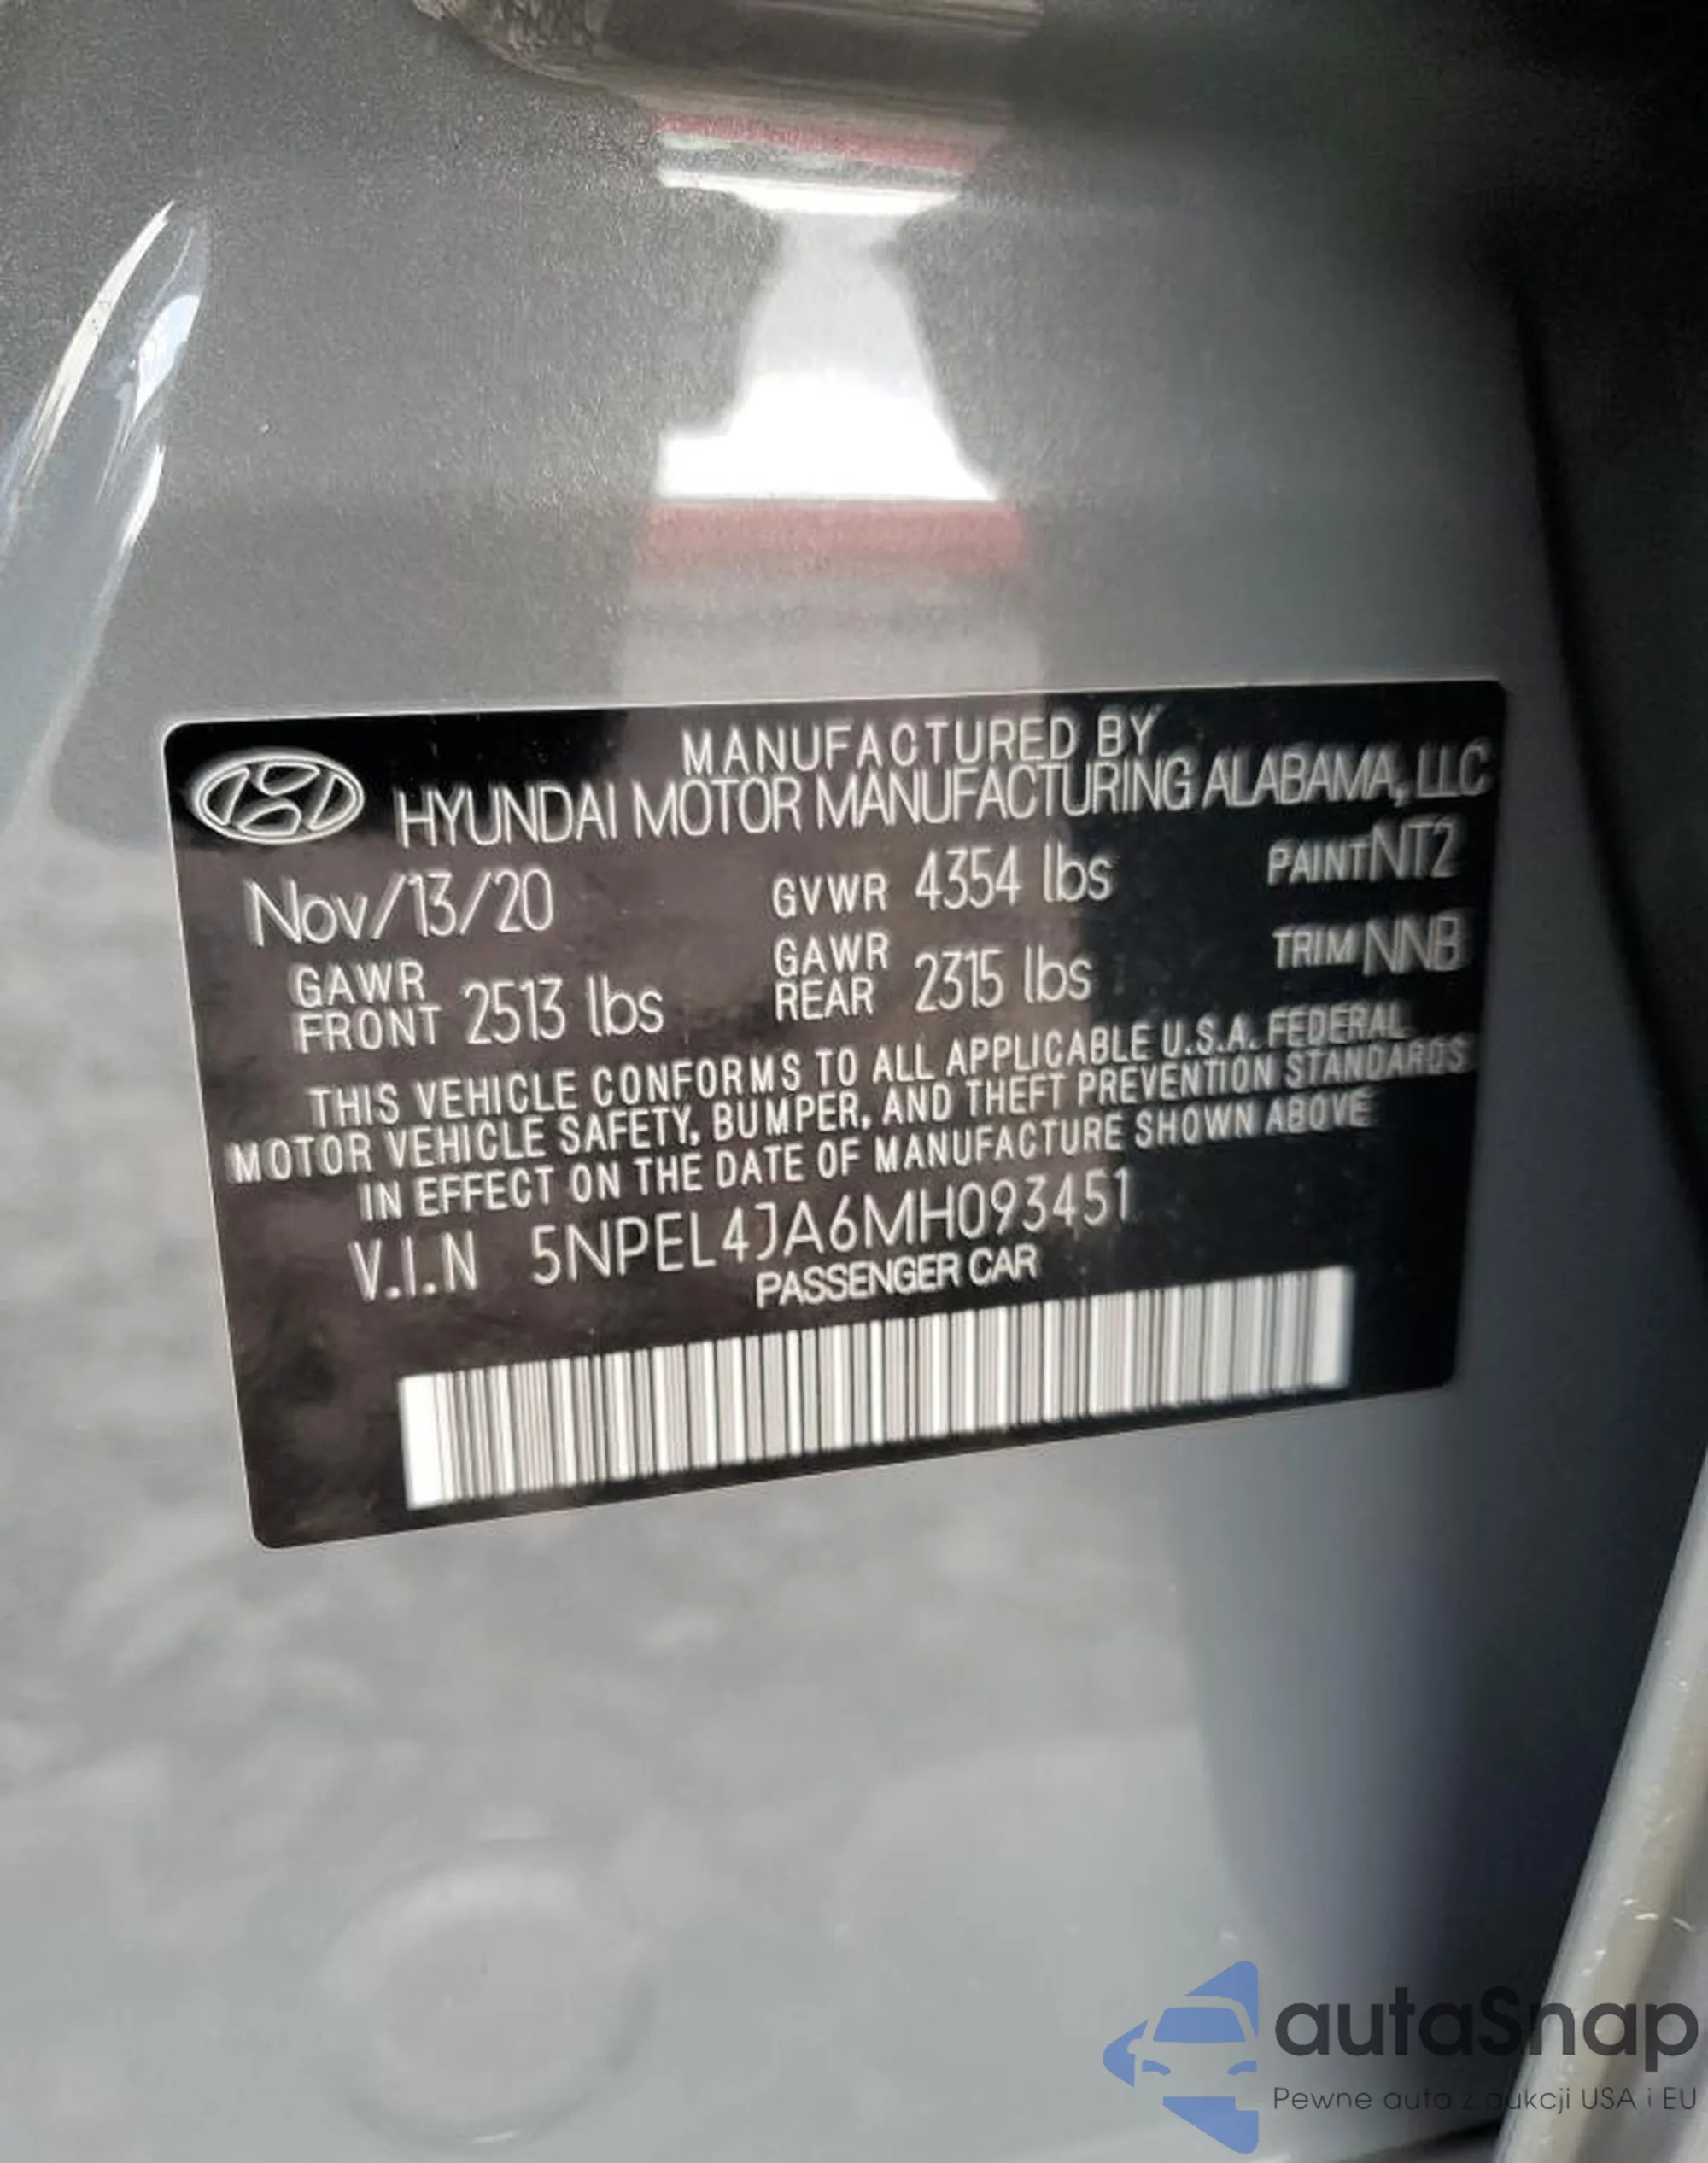 MANUFACTURED BY
HYUNDAI MOTOR MANUFACTURING ALABAMA, LLC
Nov/13/20 GVWR 4354 lbs PAINT NT2
GAWR FRONT 2513 lbs GAWR REAR 2315 lbs TRIM NNB
THIS VEHICLE CONFORMS TO ALL APPLICABLE U.S.A. FEDERAL
MOTOR VEHICLE SAFETY, BUMPER, AND THEFT PREVENTION STANDARDS
IN EFFECT ON THE DATE OF MANUFACTURE SHOWN ABOVE
V.I.N 5NPEL4JA6MH093451
PASSENGER CAR
autaSnap
Pewne auta z aukcji USA i EU